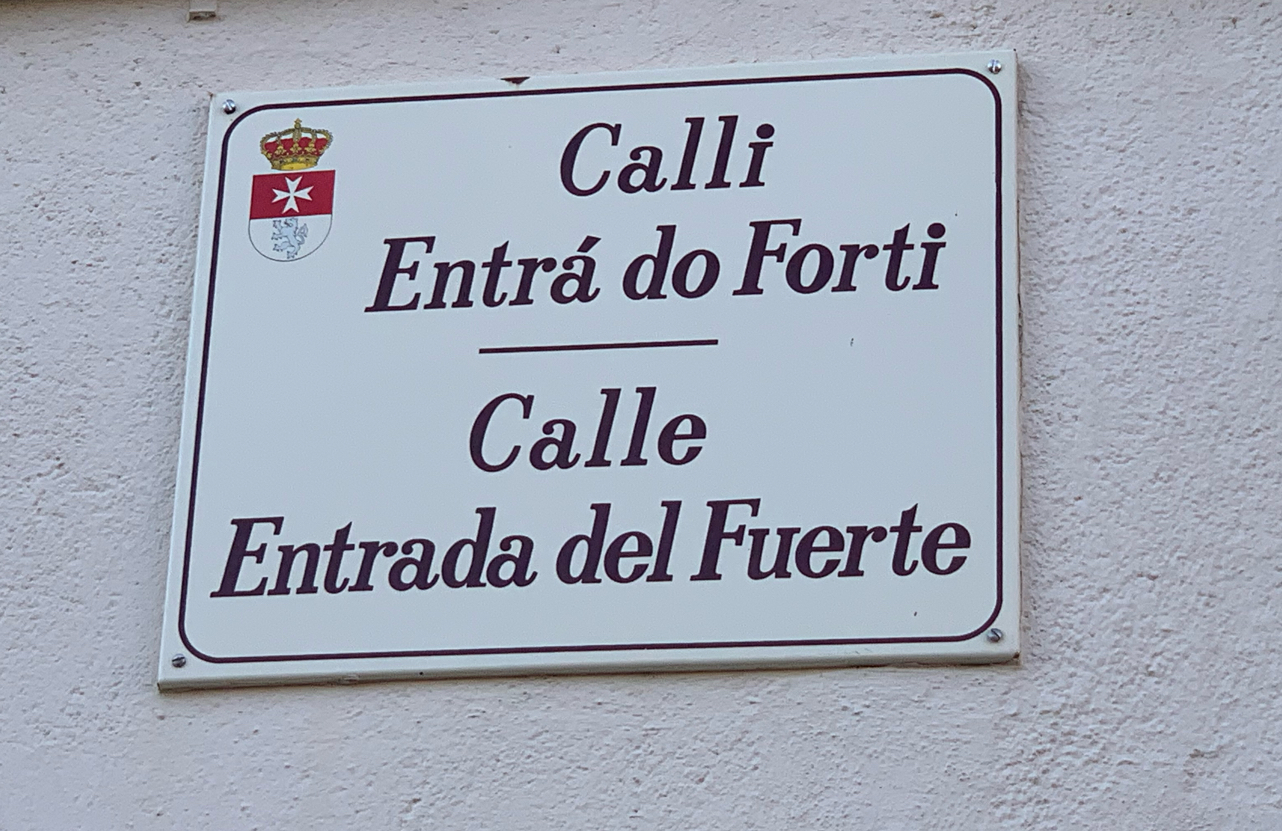 Calli
Entrá do Forti
Calle
Entrada del Fuerte